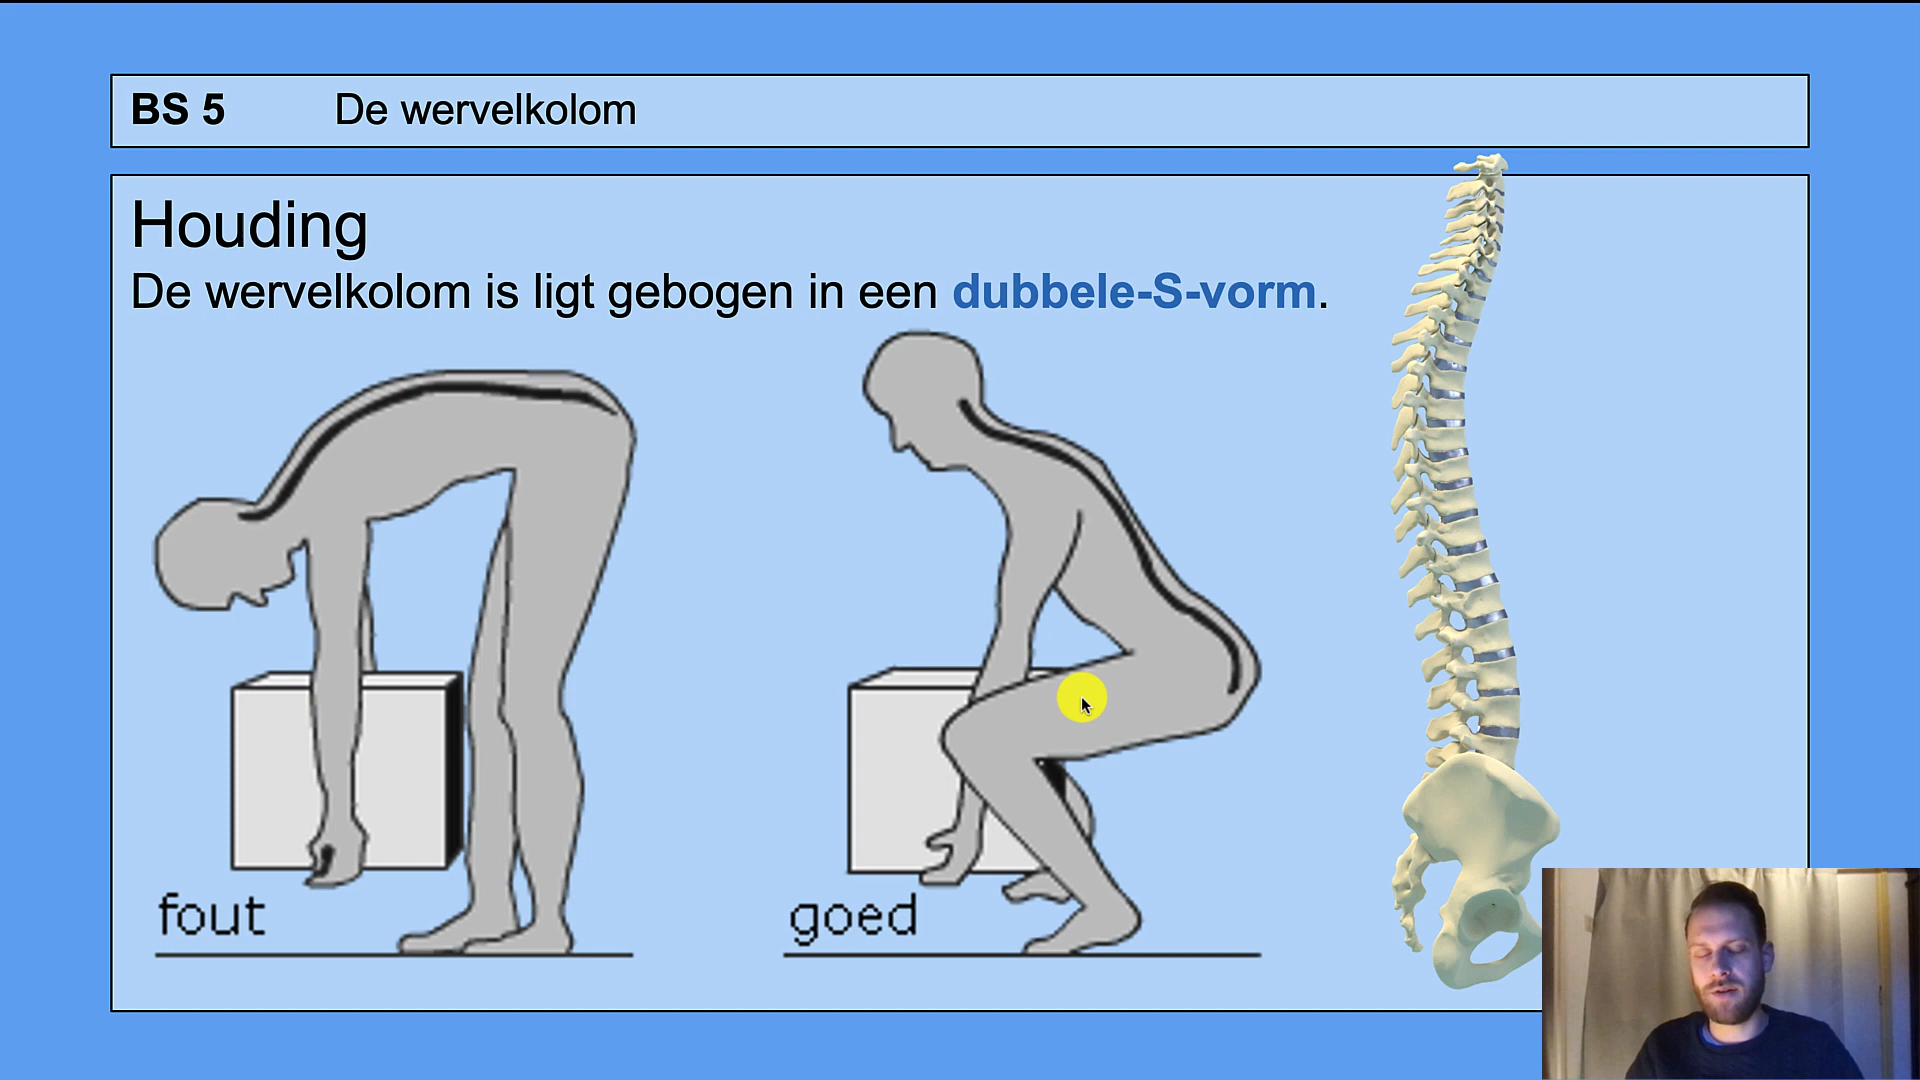 BS 5 De wervelkolom
Houding
De wervelkolom is ligt gebogen in een dubbele-S-vorm.
fout
goed